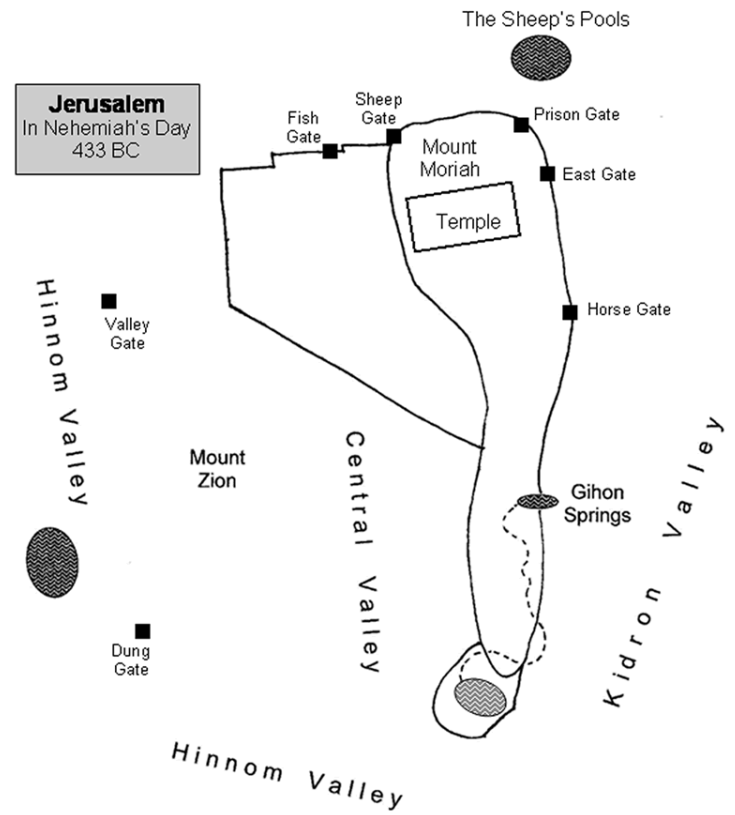 The Sheep's Pools
Jerusalem
In Nehemiah's Day
433 BC
Fish
Gate
Sheep
Gate
Prison Gate
Mount
Moriah
East Gate
Temple
Hinnom Valley
Valley
Gate
Horse Gate
Mount
Zion
Central Valley
Gihon
Springs
Kidron Valley
Dung
Gate
Hinnom Valley